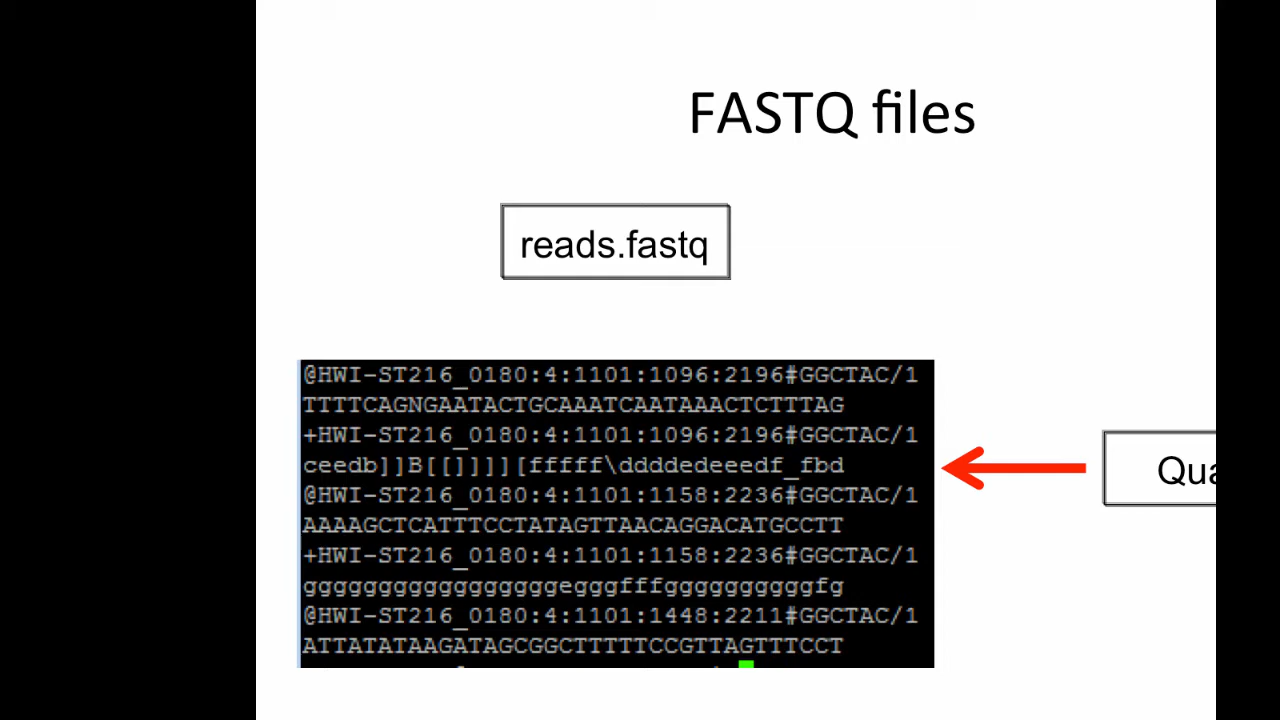 FASTQ files
reads.fastq
@HWI-ST216_0180:4:1101:1096:2196#GGCTAC/1
TTTTCAGNGAATACTGCAAATCAATAAACTCTTTAG
+HWI-ST216_0180:4:1101:1096:2196#GGCTAC/1
ceedb]]B[[]]]][fffff\ddddedeeedf_fbd
Qua
@HWI-ST216_0180:4:1101:1158:2236#GGCTAC/1
AAAAGCTCATTTCCTATAGTTAACAGGACATGCCTT
+HWI-ST216_0180:4:1101:1158:2236#GGCTAC/1
gggggggggggggggggegggfffggggggggggfg
@HWI-ST216_0180:4:1101:1448:2211#GGCTAC/1
ATTATATAAGATAGCGGCTTTTTCCGTTAGTTTCCT